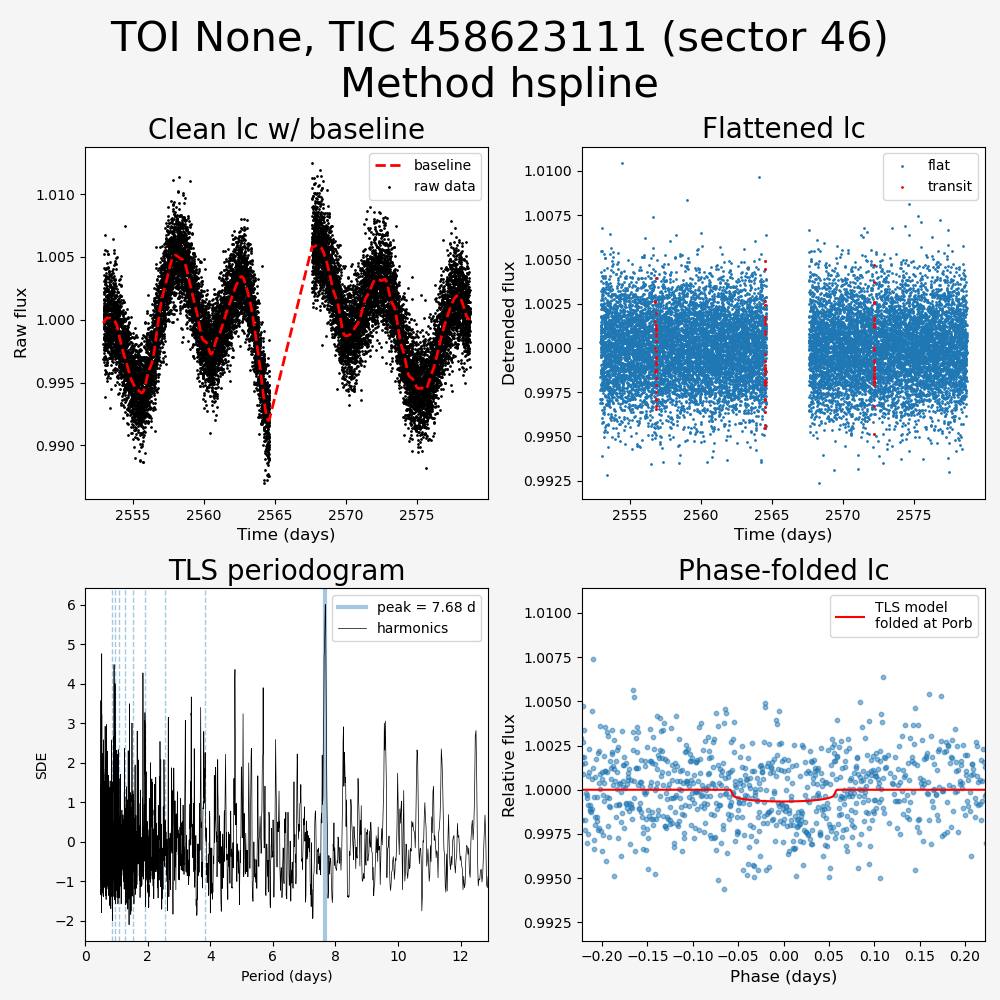 TOI None, TIC 458623111 (sector 46)
Method hspline
Clean lc w/ baseline
Flattened lc
baseline
raw data
flat
transit
1.010
1.005
1.000
0.995
0.990
Raw flux
2555
2560
2565
2570
2575
Time (days)
1.0100
1.0075
1.0050
1.0025
1.0000
0.9975
0.9950
0.9925
Detrended flux
2555
2560
2565
2570
2575
Time (days)
TLS periodogram
Phase-folded lc
peak = 7.68 d
harmonics
TLS model
folded at Porb
6
5
4
3
2
1
0
−1
−2
SDE
0
2
4
6
8
10
12
Period (days)
1.0100
1.0075
1.0050
1.0025
1.0000
0.9975
0.9950
0.9925
Relative flux
−0.20
−0.15
−0.10
−0.05
0.00
0.05
0.10
0.15
0.20
Phase (days)